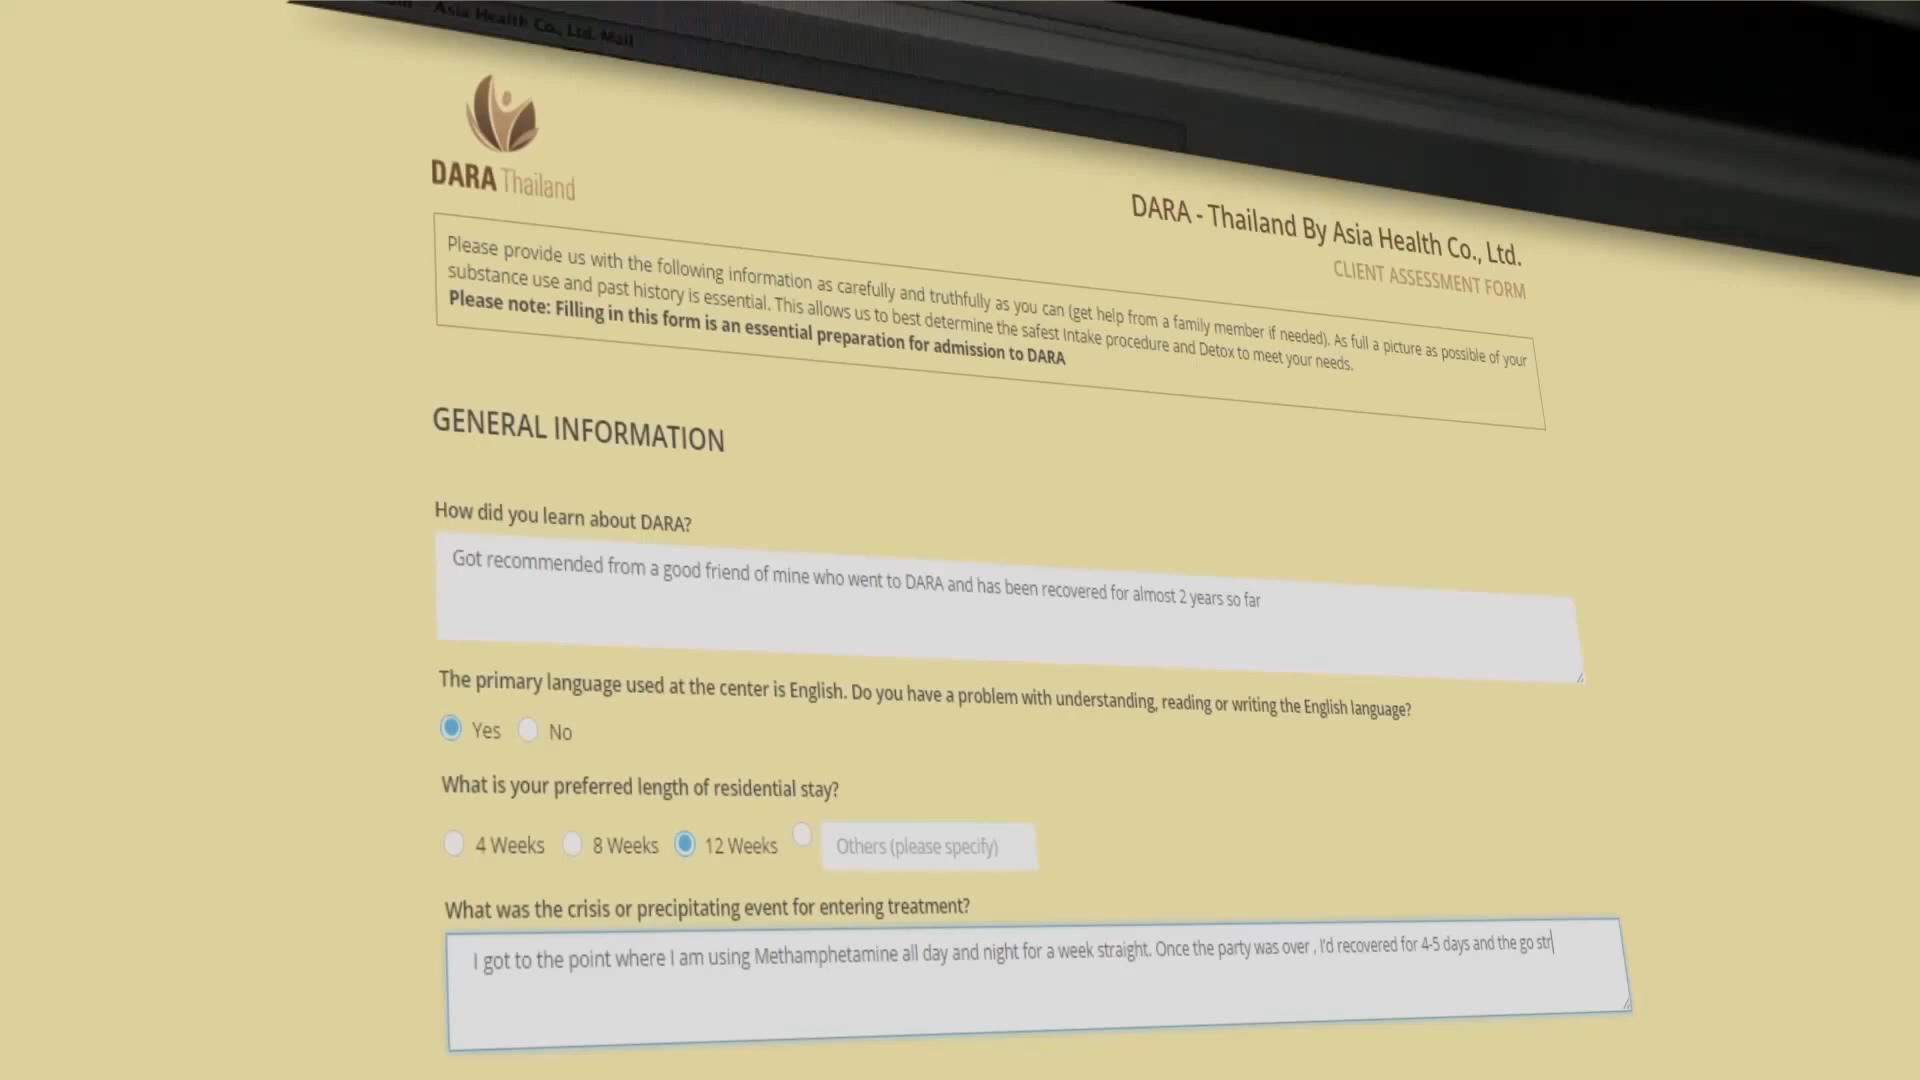 Asia Health Co., Ltd. Mail
DARA Thailand
DARA - Thailand By Asia Health Co., Ltd.
CLIENT ASSESSMENT FORM
Please provide us with the following information as carefully and truthfully as you can (get help from a family member if needed). As full a picture as possible of your
substance use and past history is essential. This allows us to best determine the safest Intake procedure and Detox to meet your needs.
Please note: Filling in this form is an essential preparation for admission to DARA
GENERAL INFORMATION
How did you learn about DARA?
Got recommended from a good friend of mine who went to DARA and has been recovered for almost 2 years so far
The primary language used at the center is English. Do you have a problem with understanding, reading or writing the English language?
Yes No
What is your preferred length of residential stay?
4 Weeks 8 Weeks 12 Weeks Others (please specify)
What was the crisis or precipitating event for entering treatment?
I got to the point where I am using Methamphetamine all day and night for a week straight. Once the party was over , I'd recovered for 4-5 days and the go str